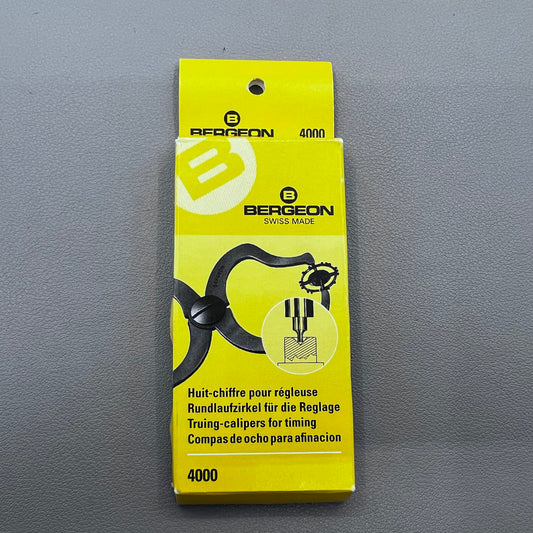 B
BERGEON 4000
B
B
BERGEON
SWISS MADE
Huit-chiffre pour régleuse
Rundlaufzirkel für die Reglage
Truing-calipers for timing
Compas de ocho para afinacion
4000